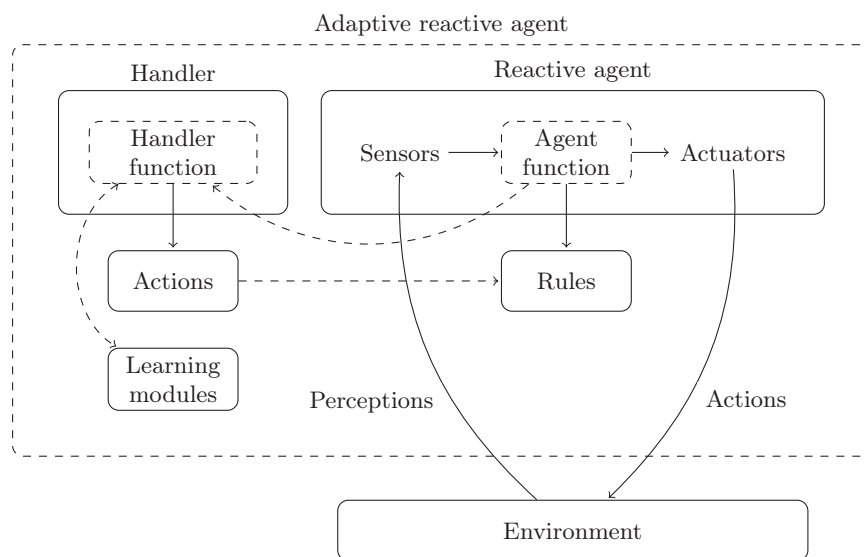 Adaptive reactive agent
Handler
Reactive agent
Handler
function
Sensors
Agent
function
Actuators
Actions
Rules
Learning
modules
Perceptions
Actions
Environment